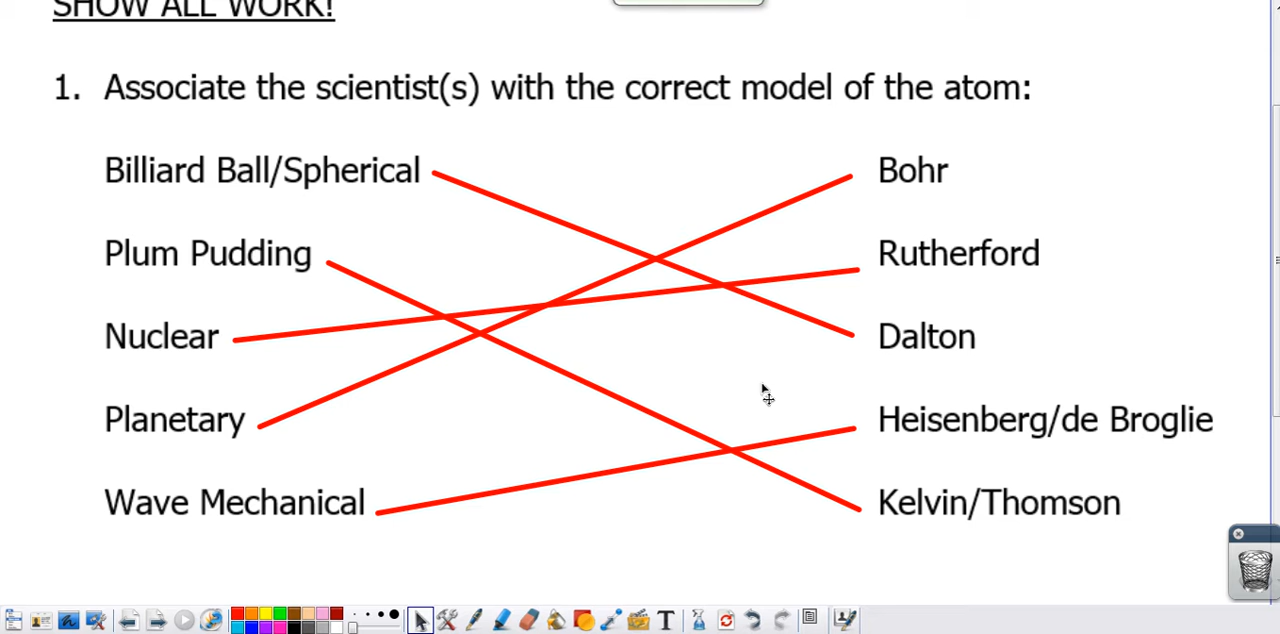 SHOW ALL WORK!
1. Associate the scientist(s) with the correct model of the atom:
Billiard Ball/Spherical Bohr
Plum Pudding Rutherford
Nuclear Dalton
Planetary Heisenberg/de Broglie
Wave Mechanical Kelvin/Thomson